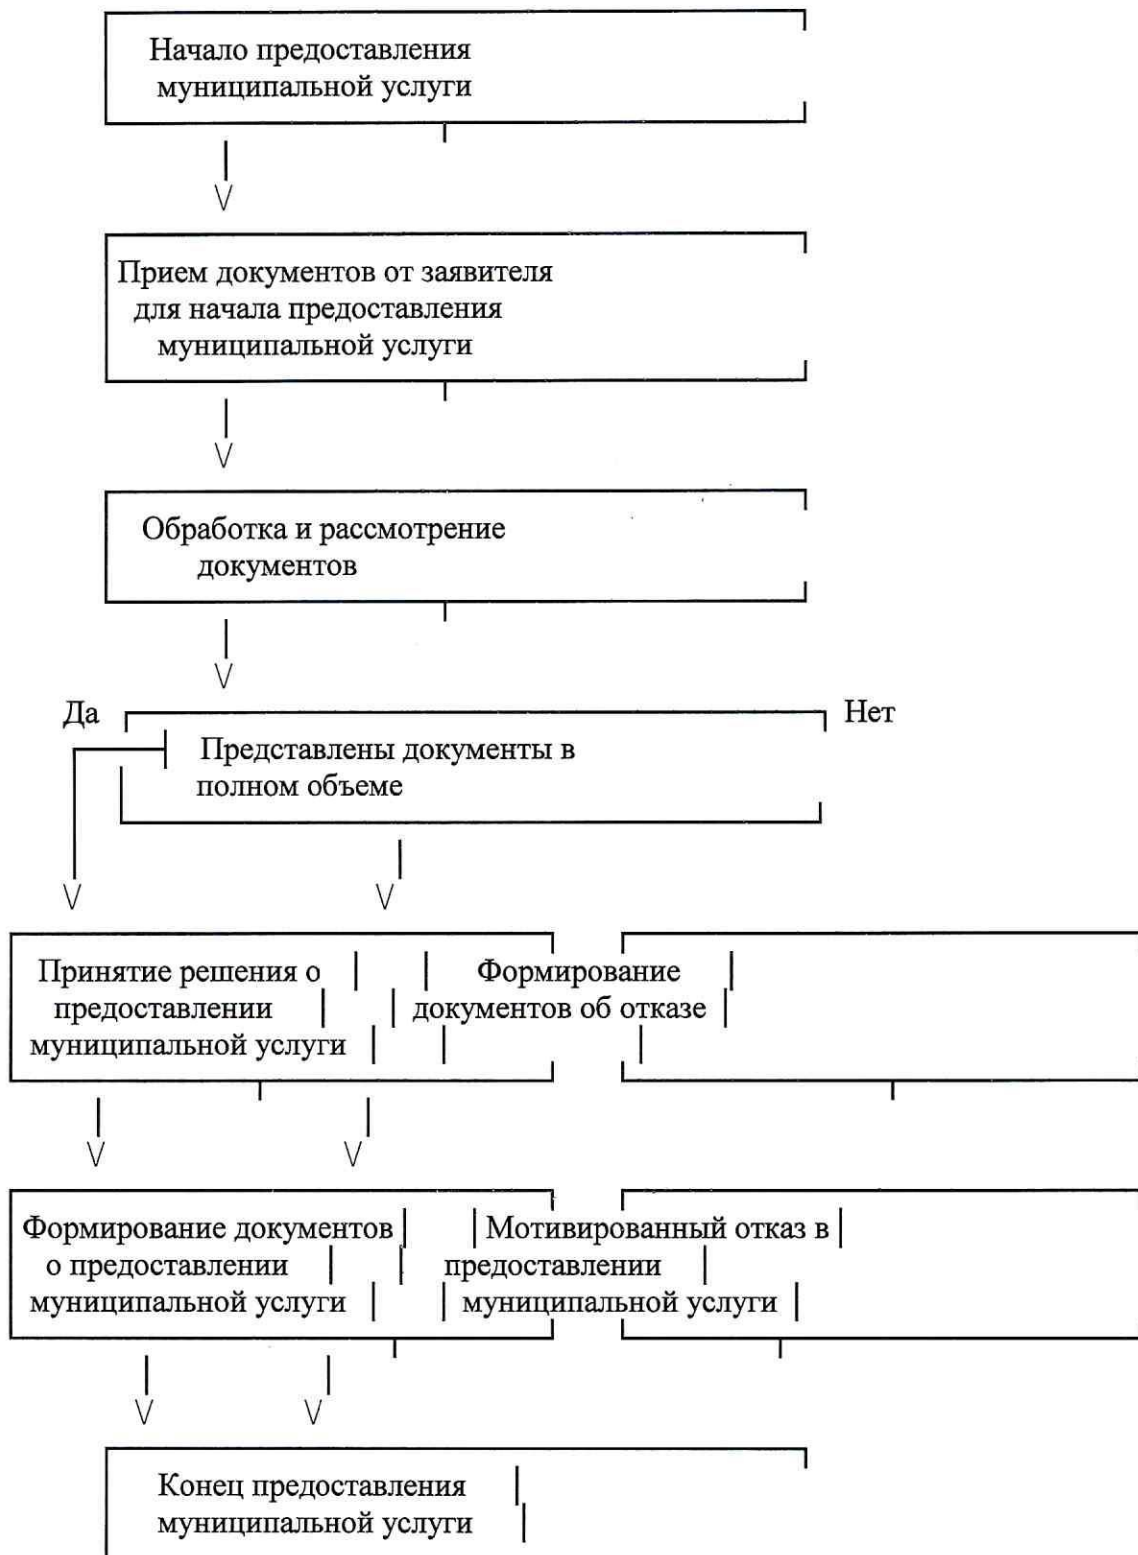 Начало предоставления
муниципальной услуги
Прием документов от заявителя
для начала предоставления
муниципальной услуги
Обработка и рассмотрение
документов
Да
Нет
Представлены документы в
полном объеме
Принятие решения о
предоставлении
муниципальной услуги
Формирование
документов об отказе
Формирование документов
о предоставлении
муниципальной услуги
Мотивированный отказ в
предоставлении
муниципальной услуги
Конец предоставления
муниципальной услуги